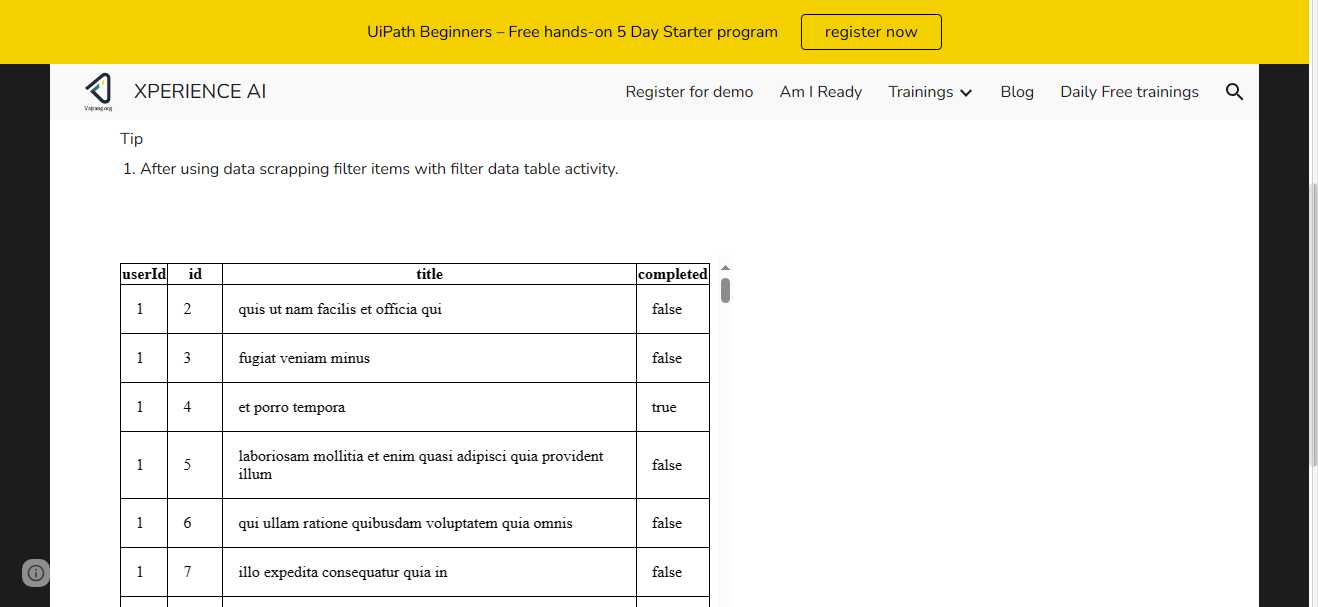 UiPath Beginners – Free hands-on 5 Day Starter program
register now
XPERIENCE AI
Register for demo
Am I Ready
Trainings
Blog
Daily Free trainings
Tip
1. After using data scrapping filter items with filter data table activity.
userId id title completed
1 2 quis ut nam facilis et officia qui false
1 3 fugiat veniam minus false
1 4 et porro tempora true
1 5 laboriosam mollitia et enim quasi adipisci quia provident
illum false
1 6 qui ullam ratione quibusdam voluptatem quia omnis false
1 7 illo expedita consequatur quia in false